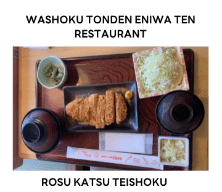 WASHOKU TONDEN ENIWA TEN
RESTAURANT
ROSU KATSU TEISHOKU